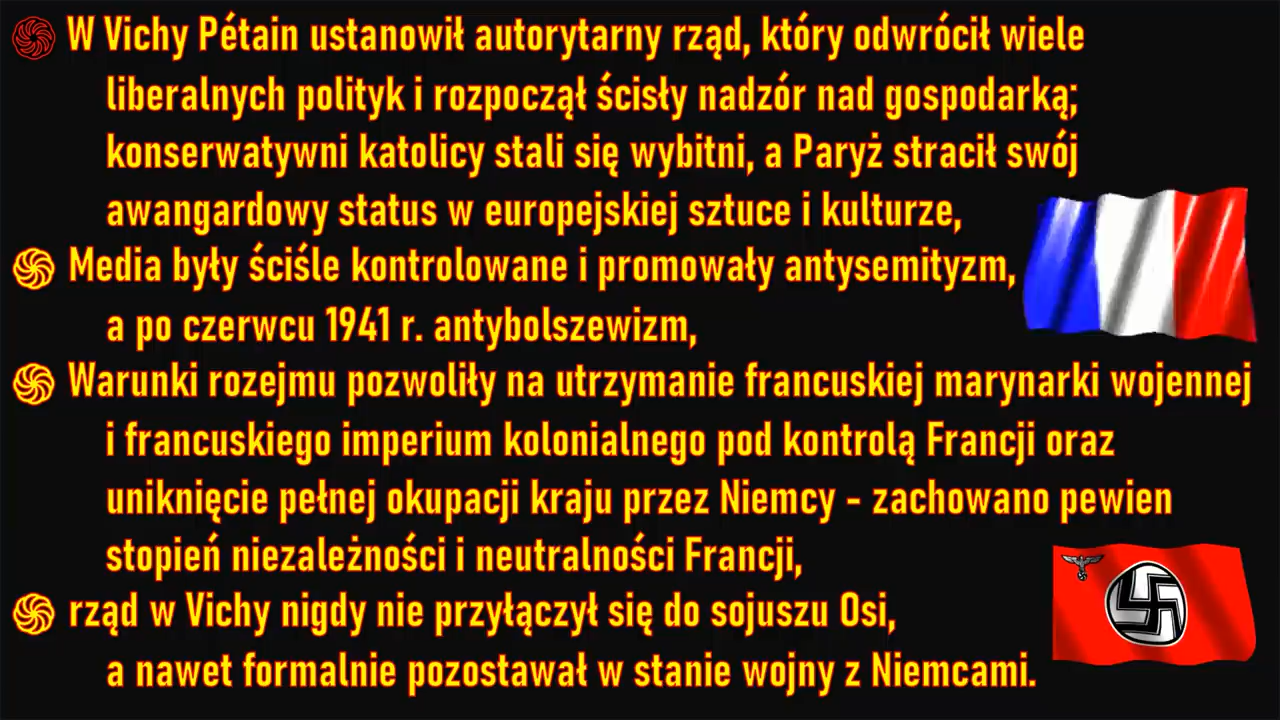 W Vichy Pétain ustanowił autorytarny rząd, który odwrócił wiele
liberalnych polityk i rozpoczął ścisły nadzór nad gospodarką;
konserwatywni katolicy stali się wybitni, a Paryż stracił swój
awangardowy status w europejskiej sztuce i kulturze,
Media były ściśle kontrolowane i promowały antysemityzm,
a po czerwcu 1941 r. antybolszewizm,
Warunki rozejmu pozwoliły na utrzymanie francuskiej marynarki wojennej
i francuskiego imperium kolonialnego pod kontrolą Francji oraz
uniknięcie pełnej okupacji kraju przez Niemcy - zachowano pewien
stopień niezależności i neutralności Francji,
rząd w Vichy nigdy nie przyłączył się do sojuszu Osi,
a nawet formalnie pozostawał w stanie wojny z Niemcami.